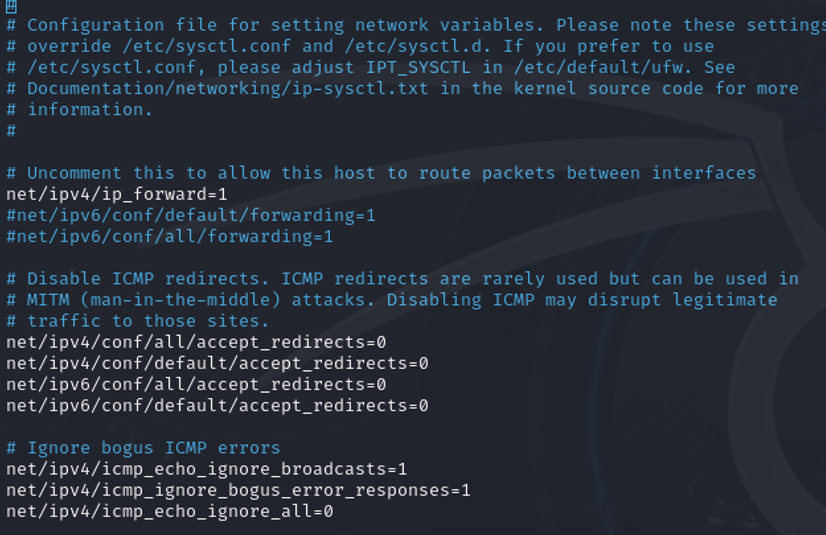 #
# Configuration file for setting network variables. Please note these settings
# override /etc/sysctl.conf and /etc/sysctl.d. If you prefer to use
# /etc/sysctl.conf, please adjust IPT_SYSCTL in /etc/default/ufw. See
# Documentation/networking/ip-sysctl.txt in the kernel source code for more
# information.
#
# Uncomment this to allow this host to route packets between interfaces
net/ipv4/ip_forward=1
#net/ipv6/conf/default/forwarding=1
#net/ipv6/conf/all/forwarding=1
# Disable ICMP redirects. ICMP redirects are rarely used but can be used in
# MITM (man-in-the-middle) attacks. Disabling ICMP may disrupt legitimate
# traffic to those sites.
net/ipv4/conf/all/accept_redirects=0
net/ipv4/conf/default/accept_redirects=0
net/ipv6/conf/all/accept_redirects=0
net/ipv6/conf/default/accept_redirects=0
# Ignore bogus ICMP errors
net/ipv4/icmp_echo_ignore_broadcasts=1
net/ipv4/icmp_ignore_bogus_error_responses=1
net/ipv4/icmp_echo_ignore_all=0